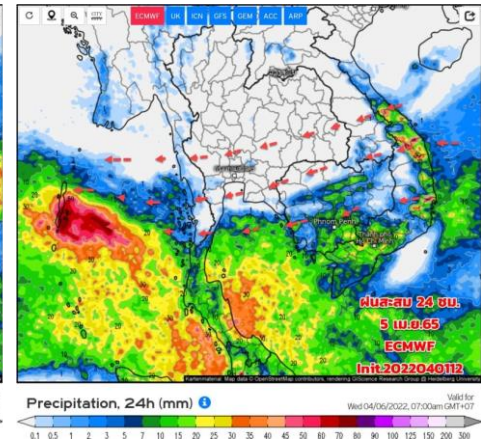 ECMWF UK ICN GFS GEM ACC ARP
Phnom Penh
ฝนสะสม 24 ชม.
5 เม.ย.65
ECMWF
Init.2022040112
Kartenmaterial: Map data © OpenStreetMap contributors, rendering GIScience Research Group @ Heidelberg University
Precipitation, 24h (mm)
Valid for
Wed 04/06/2022, 07:00am GMT+07
0.1 0.5 1 2 3 5 7 10 15 20 25 30 35 40 45 50 60 70 80 90 100 125 150 200 300